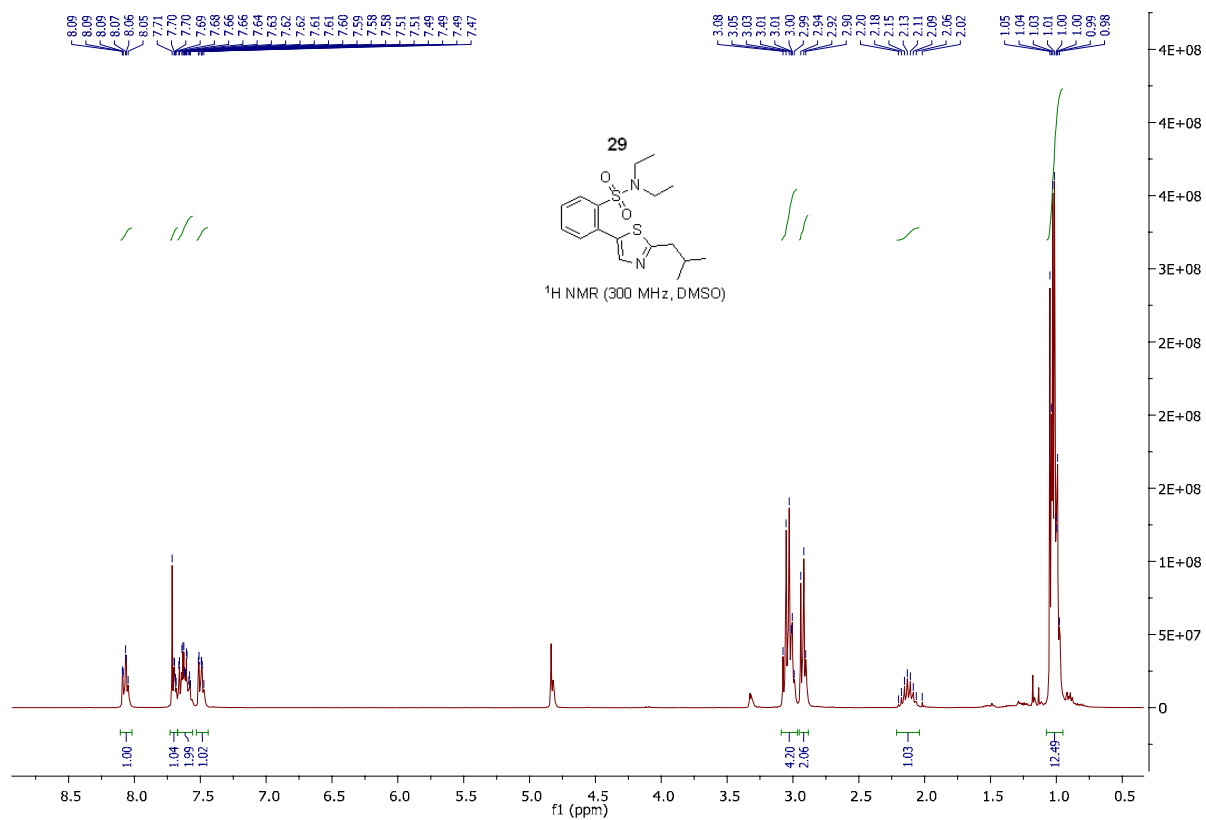 8.09 8.09 8.09 8.07 8.06 8.05 7.71 7.70 7.70 7.69 7.68 7.66 7.66 7.64 7.63 7.62 7.62 7.61 7.61 7.60 7.59 7.58 7.58 7.51 7.51 7.49 7.49 7.49 7.47
3.08 3.05 3.03 3.01 3.01 3.00 2.99 2.94 2.92 2.90 2.20 2.18 2.15 2.13 2.11 2.09 2.06 2.02
1.05 1.04 1.03 1.01 1.00 1.00 0.99 0.98
29
O
S
N
O
S
N
¹H NMR (300 MHz, DMSO)
4E+08
4E+08
4E+08
3E+08
2E+08
2E+08
2E+08
1E+08
5E+07
0
1.00 1.04 1.99 1.02 4.20 2.06 1.03 12.49
8.5 8.0 7.5 7.0 6.5 6.0 5.5 5.0 4.5 4.0 3.5 3.0 2.5 2.0 1.5 1.0 0.5
f1 (ppm)